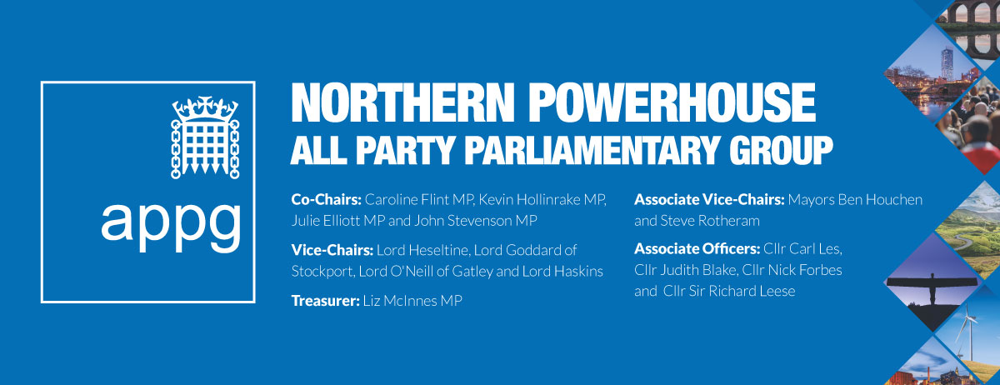 appg
NORTHERN POWERHOUSE
ALL PARTY PARLIAMENTARY GROUP
Co-Chairs: Caroline Flint MP, Kevin Hollinrake MP,
Julie Elliott MP and John Stevenson MP
Vice-Chairs: Lord Heseltine, Lord Goddard of
Stockport, Lord O'Neill of Gatley and Lord Haskins
Treasurer: Liz McInnes MP
Associate Vice-Chairs: Mayors Ben Houchen
and Steve Rotheram
Associate Officers: Cllr Carl Les,
Cllr Judith Blake, Cllr Nick Forbes
and  Cllr Sir Richard Leese